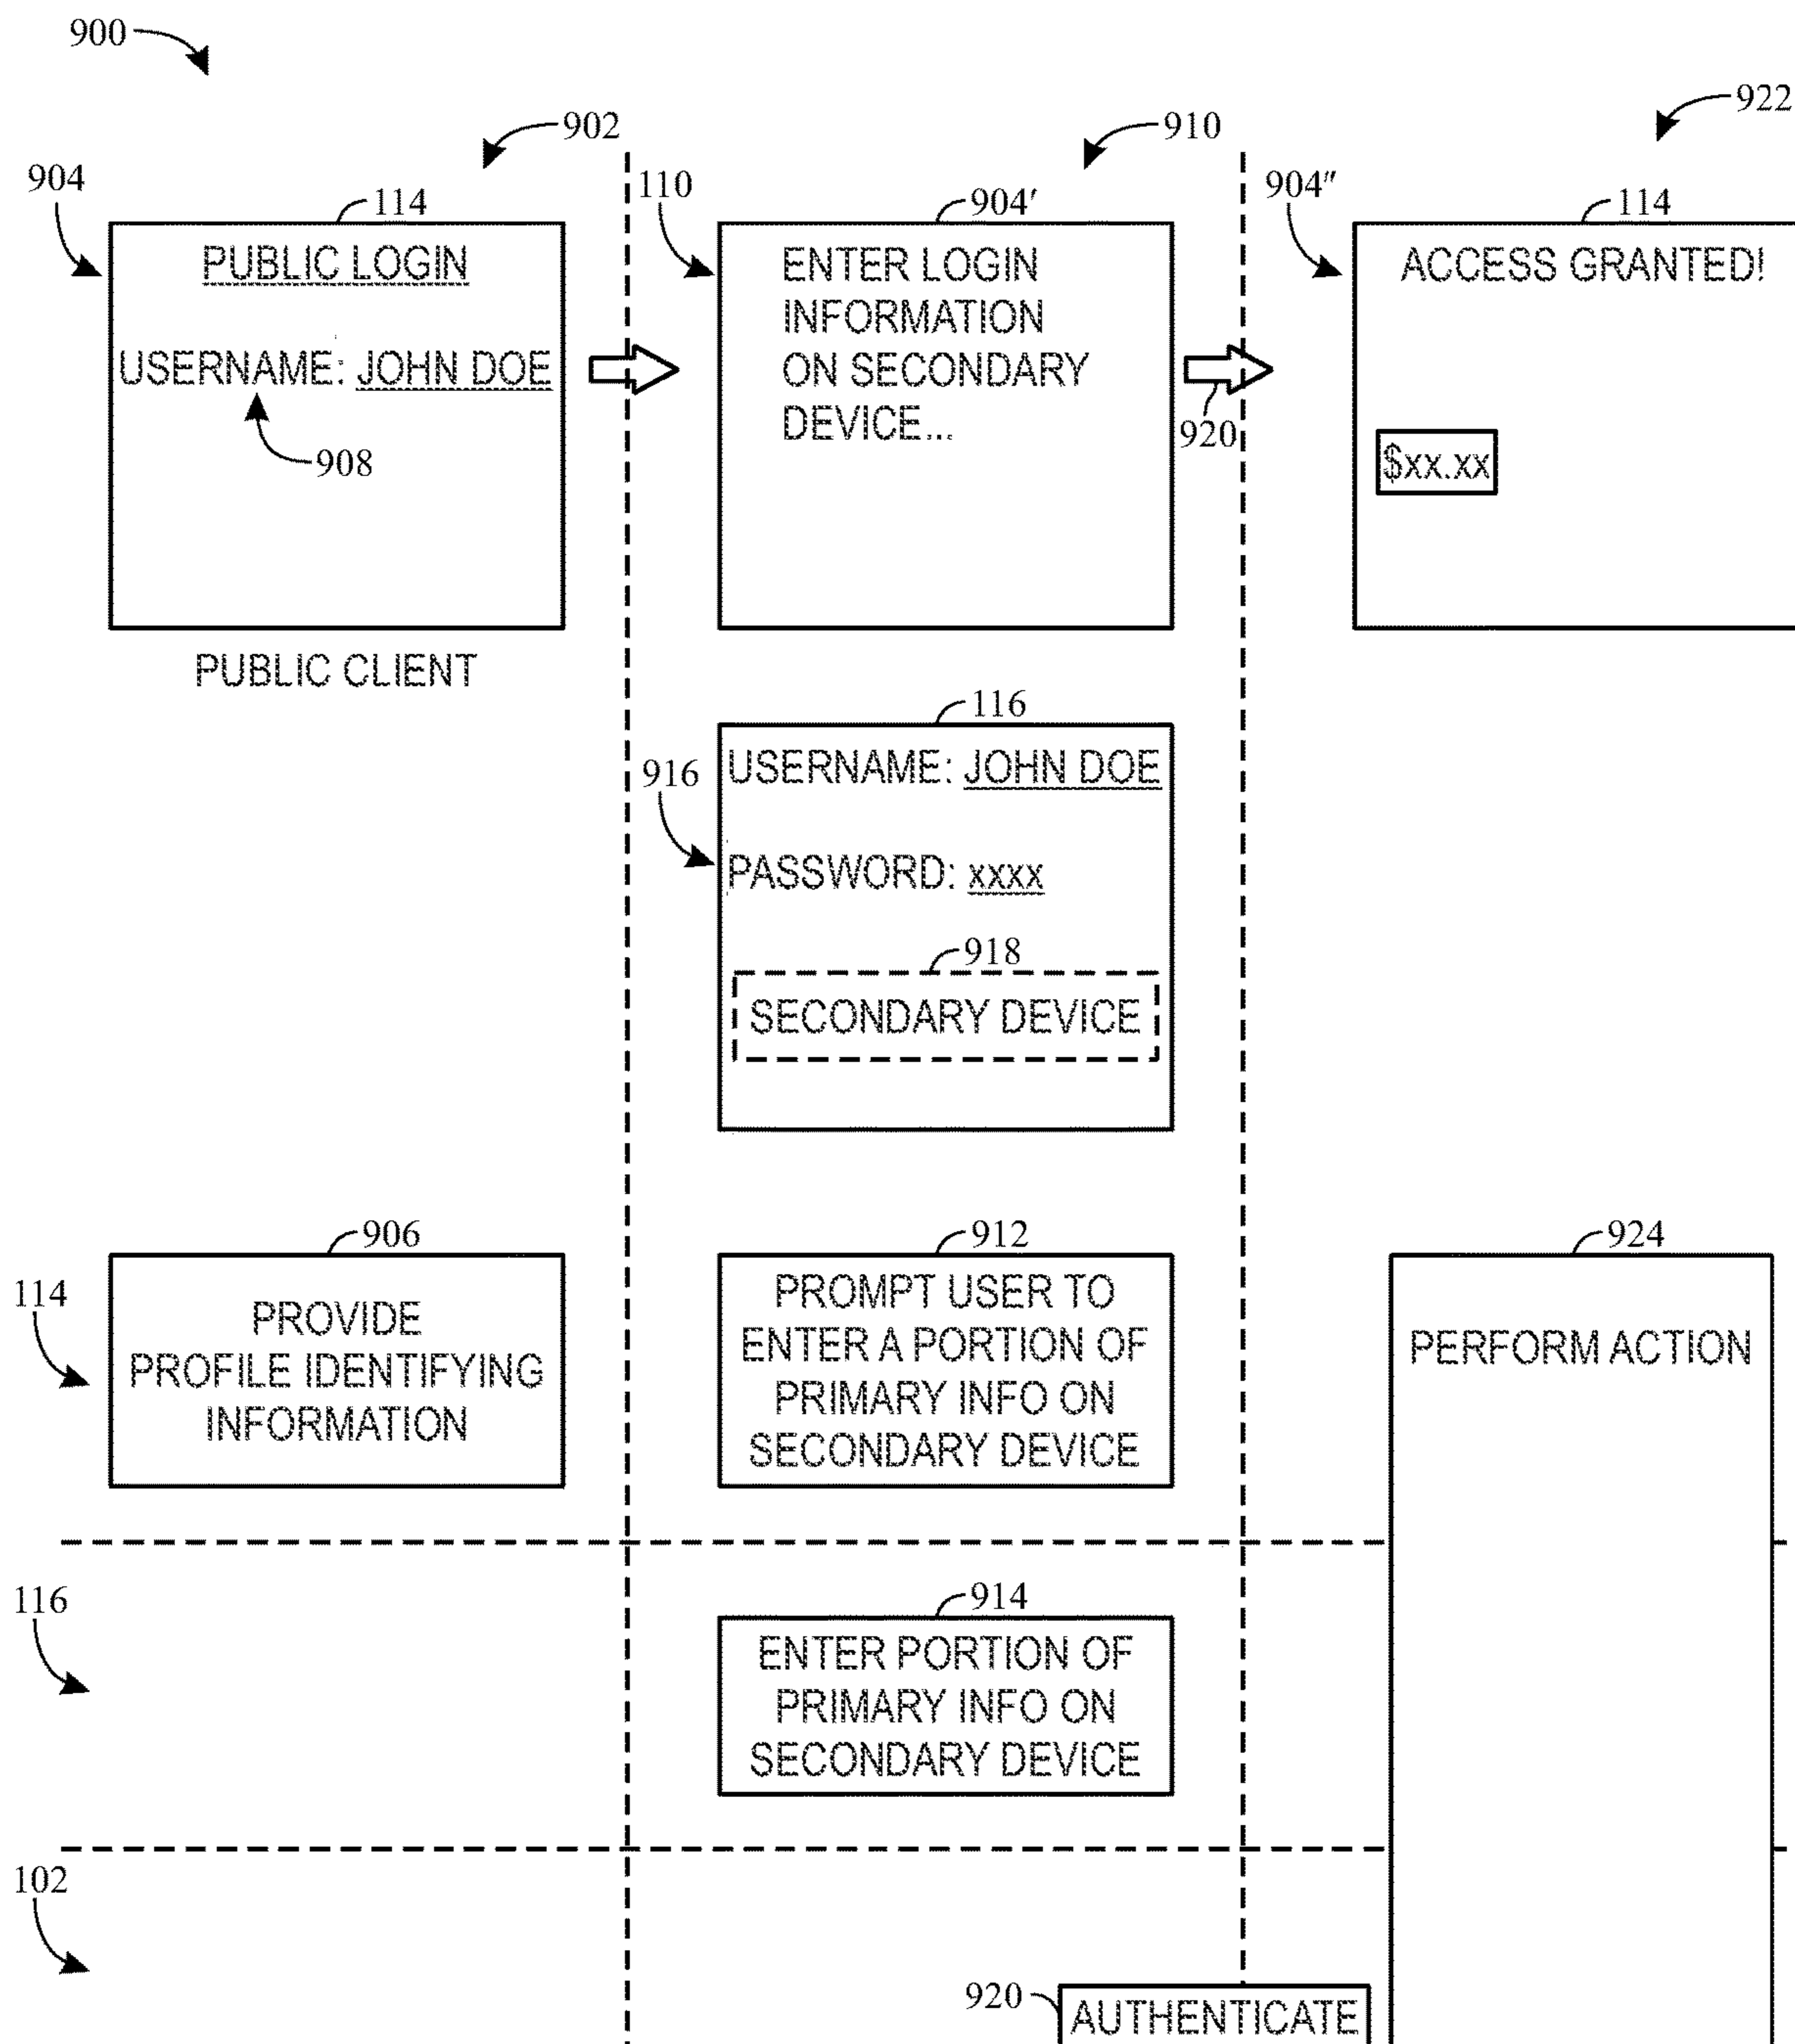 900
902
910
922
904
114
110
904′
904″
114
PUBLIC LOGIN
ENTER LOGIN
INFORMATION
ON SECONDARY
DEVICE...
ACCESS GRANTED!
USERNAME: JOHN DOE
908
920
$xx.xx
PUBLIC CLIENT
116
916
USERNAME: JOHN DOE
PASSWORD: xxxx
918
SECONDARY DEVICE
906
912
924
114
PROVIDE
PROFILE IDENTIFYING
INFORMATION
PROMPT USER TO
ENTER A PORTION OF
PRIMARY INFO ON
SECONDARY DEVICE
PERFORM ACTION
116
914
ENTER PORTION OF
PRIMARY INFO ON
SECONDARY DEVICE
102
920
AUTHENTICATE